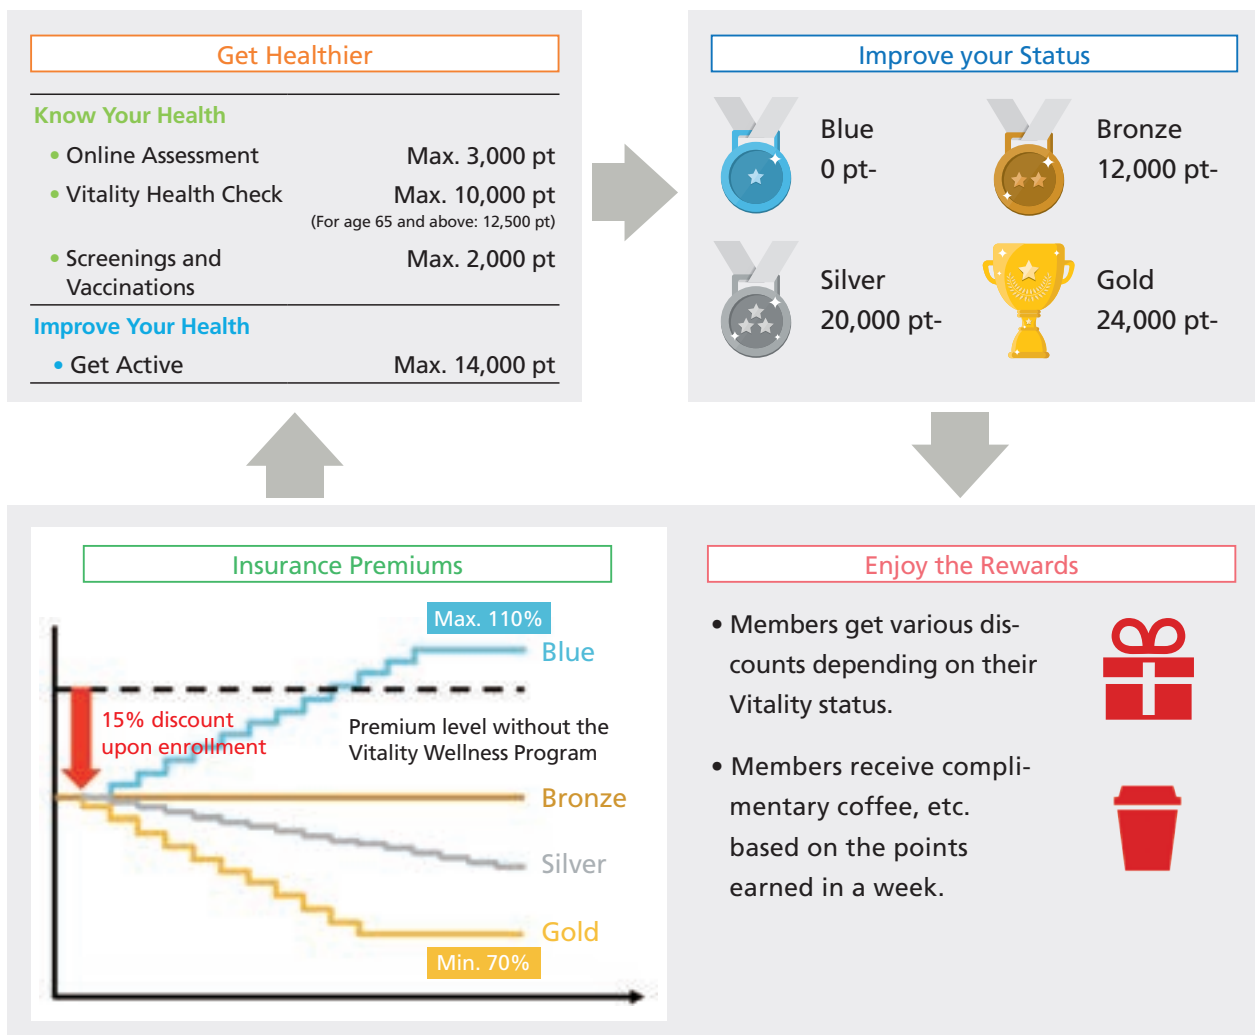 Get Healthier
Know Your Health
• Online Assessment Max. 3,000 pt
• Vitality Health Check Max. 10,000 pt
(For age 65 and above: 12,500 pt)
• Screenings and Max. 2,000 pt
Vaccinations
Improve Your Health
• Get Active Max. 14,000 pt
Improve your Status
Blue
0 pt-
Bronze
12,000 pt-
Silver
20,000 pt-
Gold
24,000 pt-
Insurance Premiums
Max. 110%
Blue
15% discount
upon enrollment
Premium level without the
Vitality Wellness Program
Bronze
Silver
Gold
Min. 70%
Enjoy the Rewards
• Members get various dis-
counts depending on their
Vitality status.
• Members receive compli-
mentary coffee, etc.
based on the points
earned in a week.